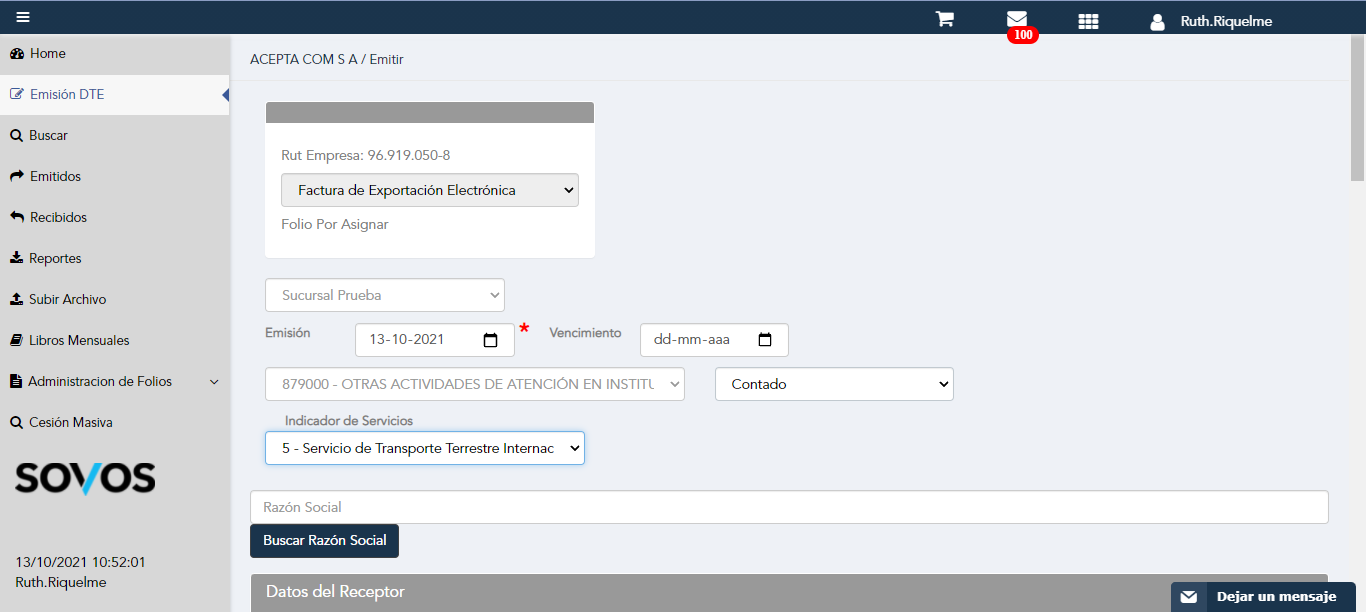 Ruth.Riquelme
100
Home
Emisión DTE
Buscar
Emitidos
Recibidos
Reportes
Subir Archivo
Libros Mensuales
Administracion de Folios
Cesión Masiva
SOVOS
13/10/2021 10:52:01
Ruth.Riquelme
ACEPTA COM S A / Emitir
Rut Empresa: 96.919.050-8
Factura de Exportación Electrónica
Folio Por Asignar
Sucursal Prueba
Emisión 13-10-2021 * Vencimiento dd-mm-aaa
879000 - OTRAS ACTIVIDADES DE ATENCIÓN EN INSTITU Contado
Indicador de Servicios
5 - Servicio de Transporte Terrestre Internac
Razón Social
Buscar Razón Social
Datos del Receptor
Dejar un mensaje